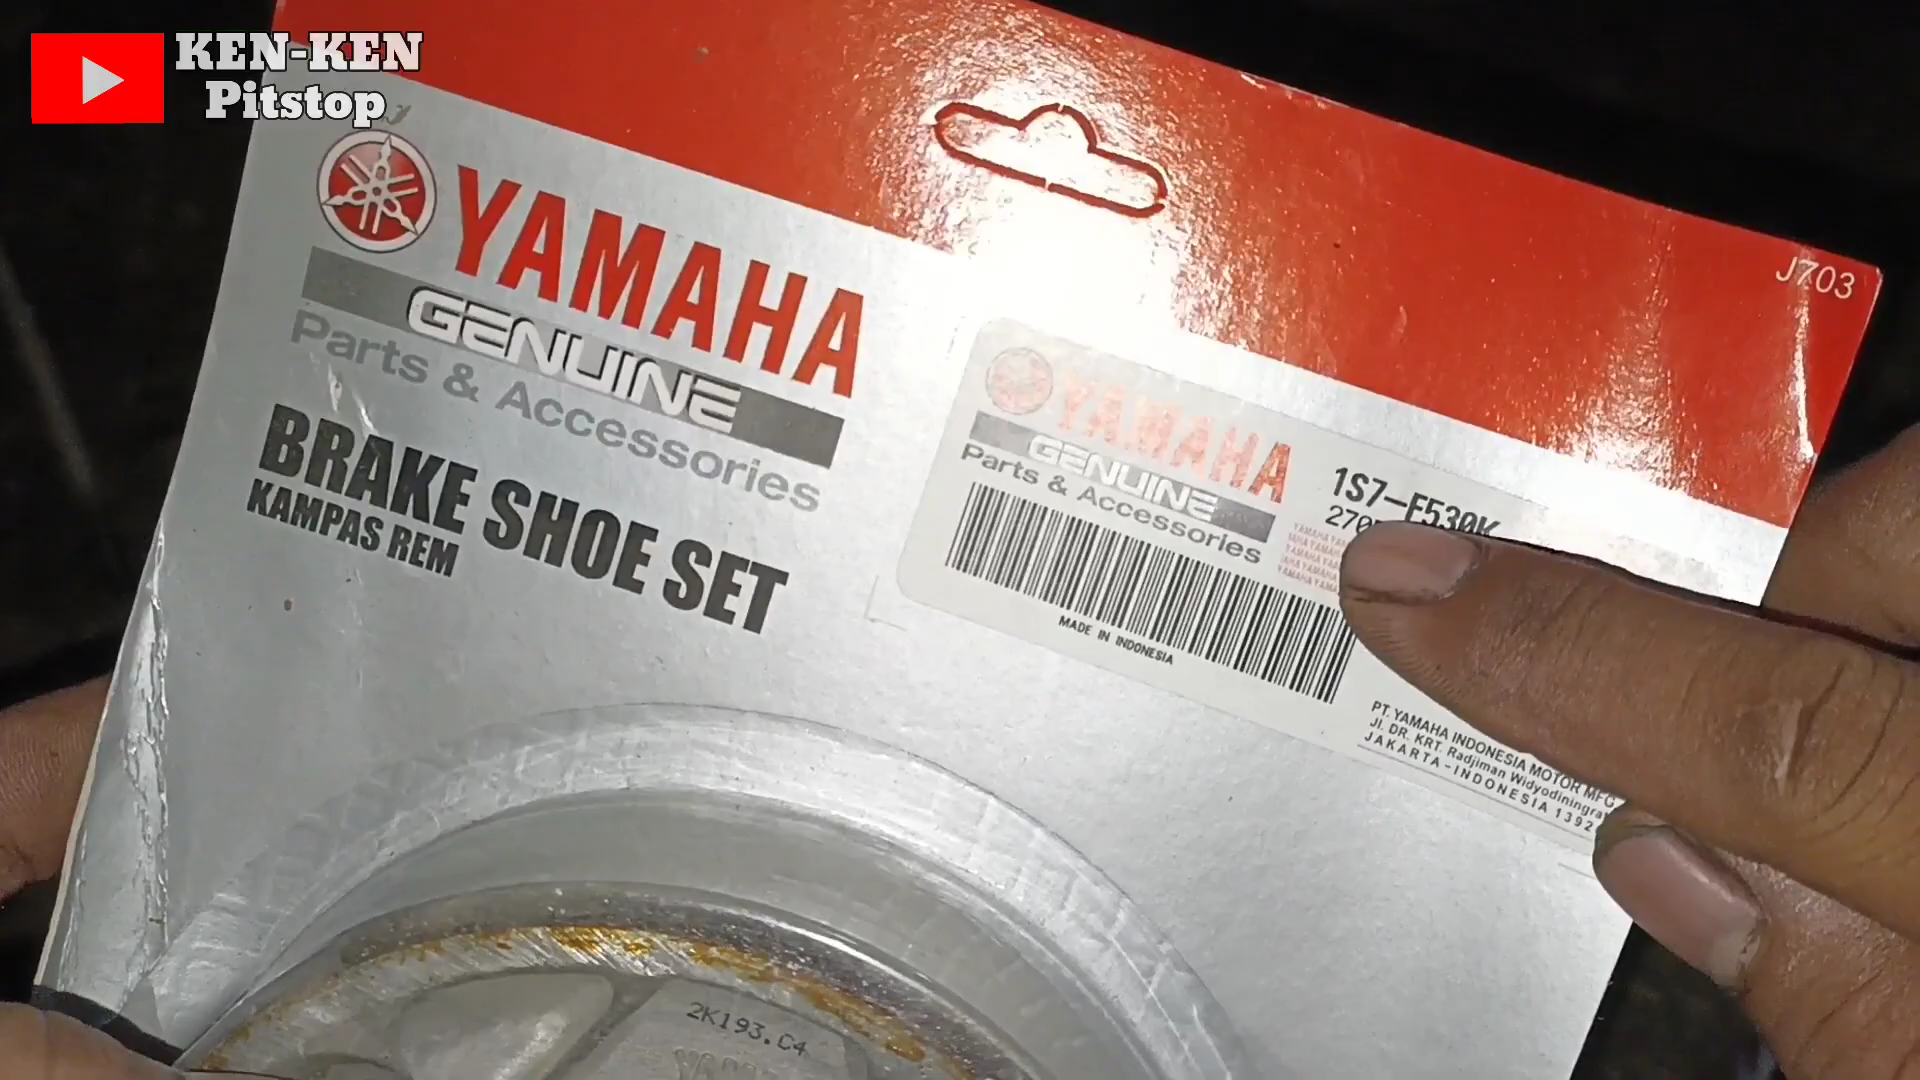 KEN-KEN
Pitstop
J703
YAMAHA
GENUINE
Parts & Accessories
BRAKE SHOE SET
KAMPAS REM
YAMAHA
GENUINE
Parts & Accessories
1S7-F530K
MADE IN INDONESIA
PT. YAMAHA INDONESIA MOTOR MFG
Jl. DR. KRT. Radjiman Widyodiningrat
JAKARTA-INDONESIA 1392
2K193.C4